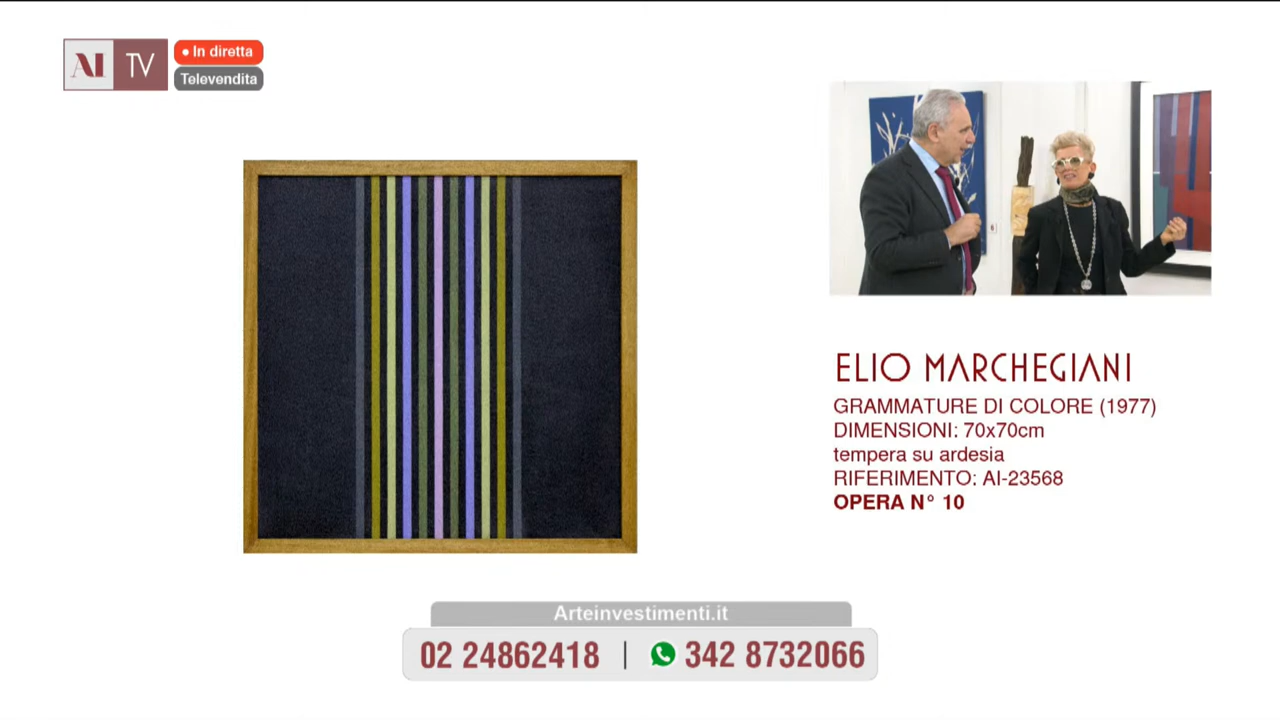 AI TV
• In diretta
Televendita
ELIO MARCHEGIANI
GRAMMATURE DI COLORE (1977)
DIMENSIONI: 70x70cm
tempera su ardesia
RIFERIMENTO: AI-23568
OPERA N° 10
Arteinvestimenti.it
02 24862418 | 342 8732066